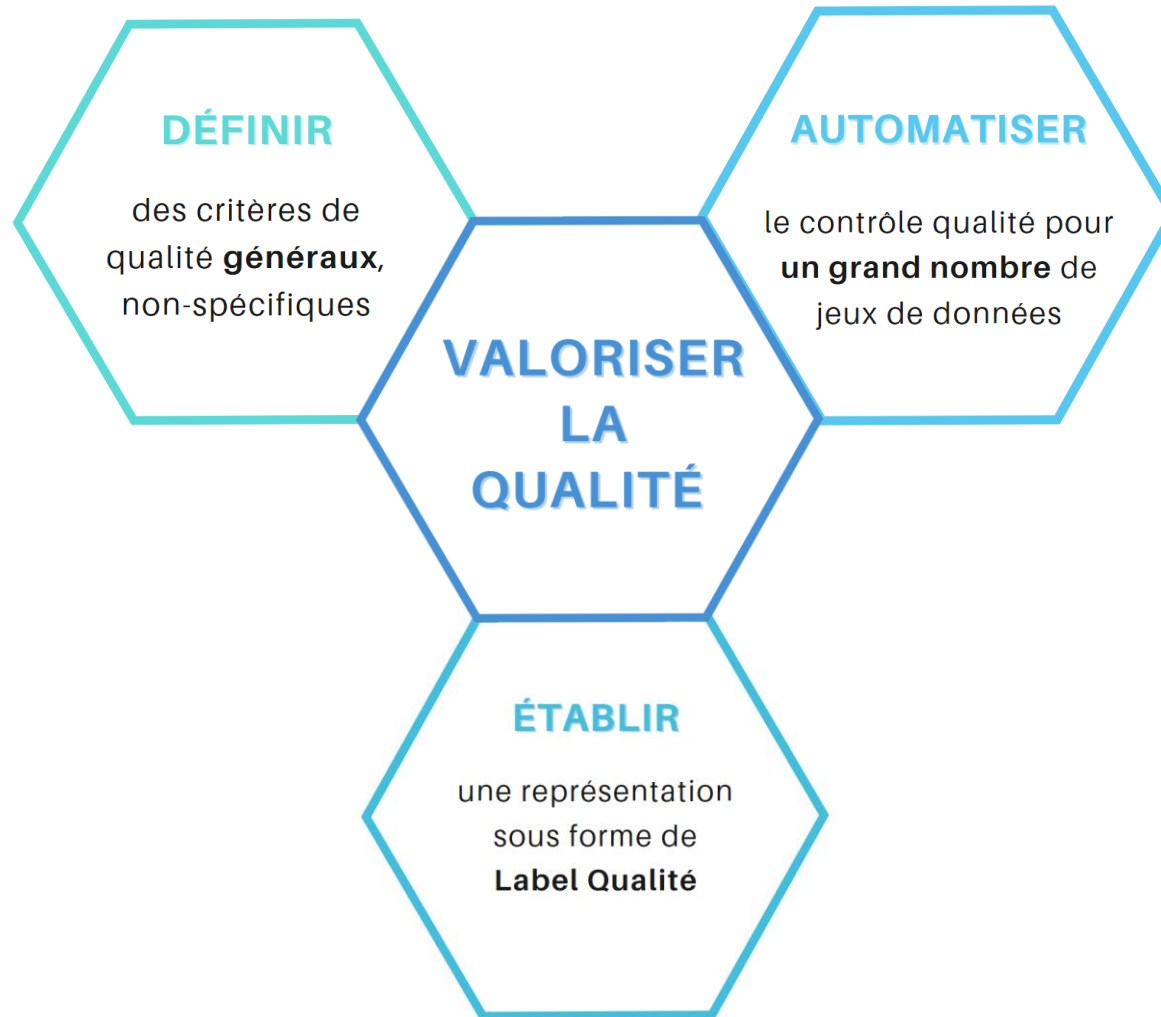 DÉFINIR
des critères de
qualité généraux,
non-spécifiques
AUTOMATISER
le contrôle qualité pour
un grand nombre de
jeux de données
VALORISER
LA
QUALITÉ
ÉTABLIR
une représentation
sous forme de
Label Qualité